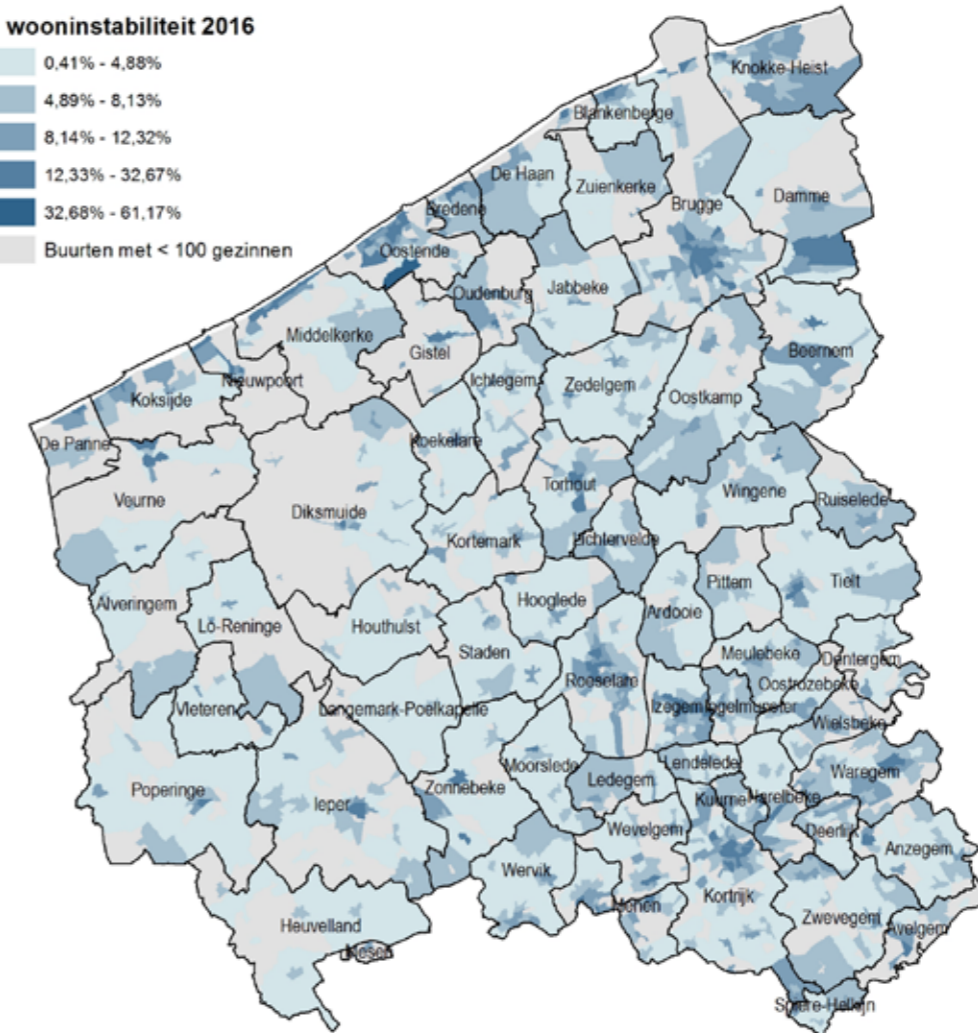 wooninstabiliteit 2016
0,41% - 4,88%
4,89% - 8,13%
8,14% - 12,32%
12,33% - 32,67%
32,68% - 61,17%
Buurten met < 100 gezinnen
Knokke-Heist
Blankenberge
De Haan
Zuienkerke
Damme
Brugge
Bredene
Oostende
Jabbeke
Oudenburg
Middelkerke
Gistel
Beernem
Nieuwpoort
Ichtegem
Zedelgem
Oostkamp
Koksijde
De Panne
Koekelare
Veurne
Torhout
Wingene
Ruiselede
Diksmuide
Kortemark
Lichtervelde
Pittem
Tielt
Alveringem
Hooglede
Ardooie
Lo-Reninge
Houthulst
Staden
Meulebeke
Dentergem
Roeselare
Oostrozebeke
Vleteren
Langemark-Poelkapelle
Izegem
Ingelmunster
Wielsbeke
Moorslede
Lendelede
Waregem
Poperinge
Ieper
Zonnebeke
Ledegem
Kuurne
Harelbeke
Wevelgem
Deerlijk
Anzegem
Wervik
Menen
Kortrijk
Zwevegem
Heuvelland
Avelgem
Mesen
Spiere-Helkijn